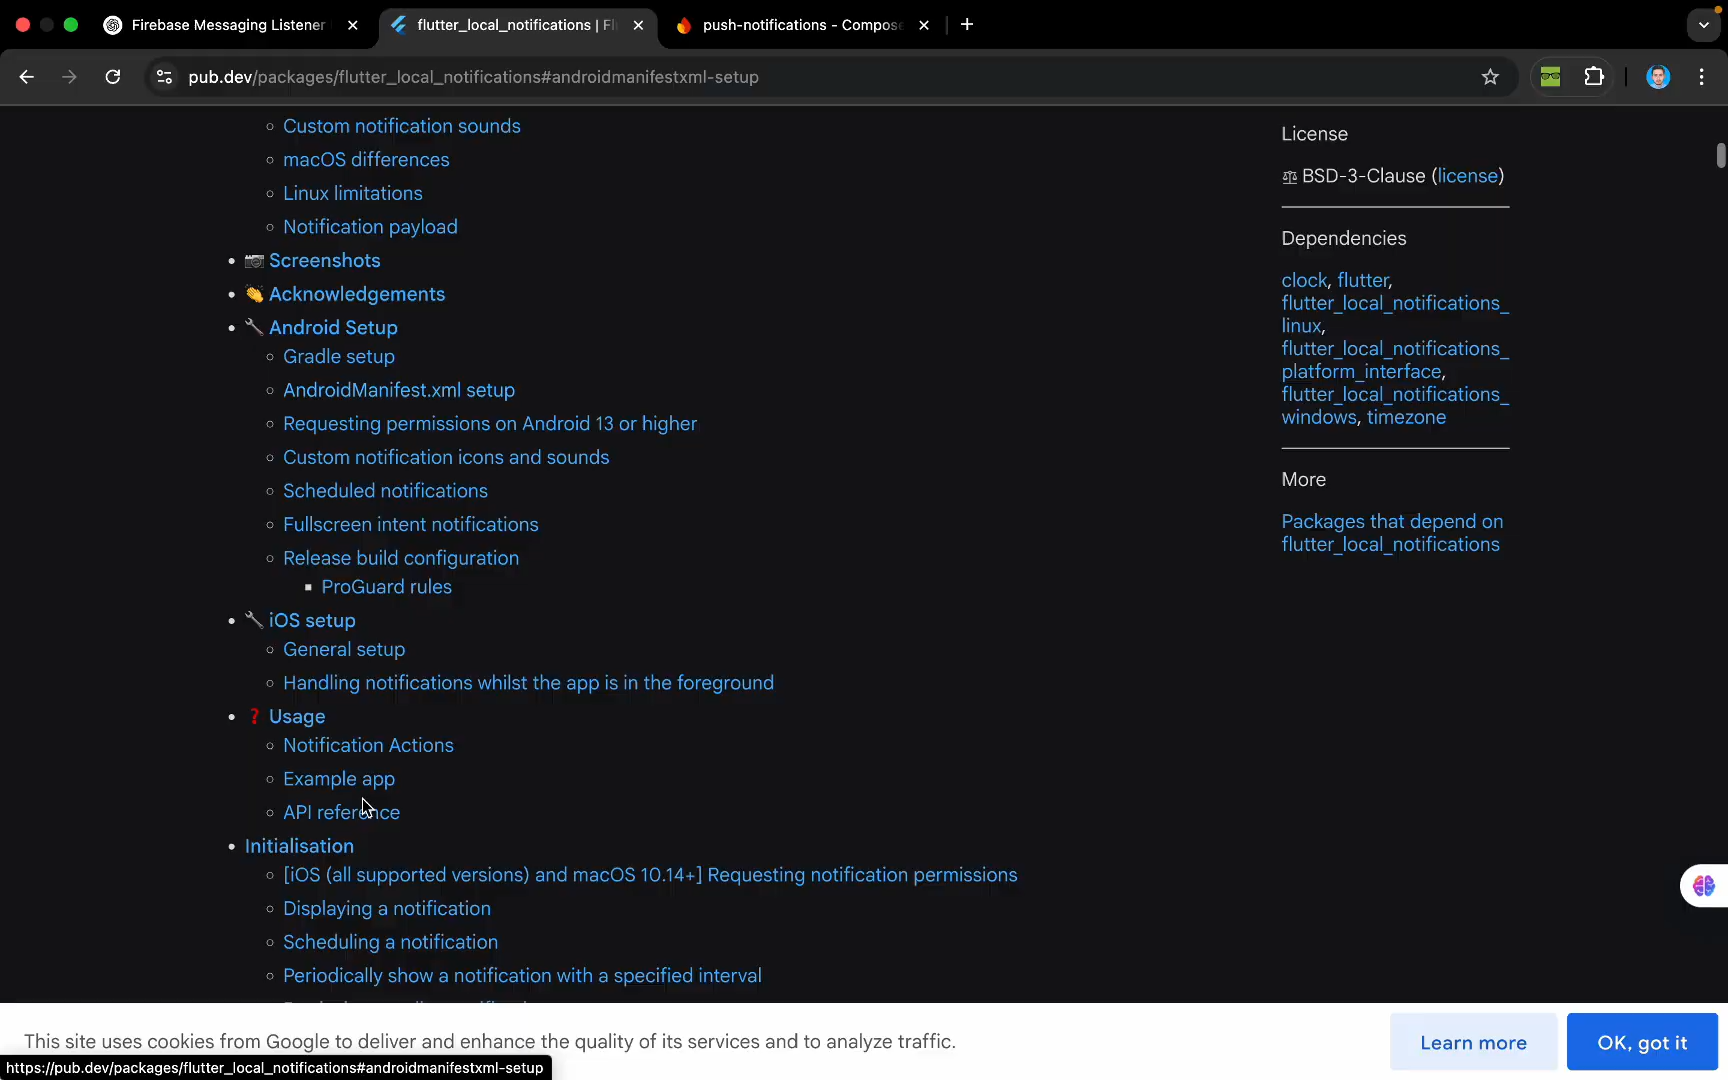 Firebase Messaging Listener
flutter_local_notifications | Fl
push-notifications - Compose
pub.dev/packages/flutter_local_notifications#androidmanifestxml-setup
Custom notification sounds
macOS differences
Linux limitations
Notification payload
Screenshots
Acknowledgements
Android Setup
Gradle setup
AndroidManifest.xml setup
Requesting permissions on Android 13 or higher
Custom notification icons and sounds
Scheduled notifications
Fullscreen intent notifications
Release build configuration
ProGuard rules
iOS setup
General setup
Handling notifications whilst the app is in the foreground
Usage
Notification Actions
Example app
API reference
Initialisation
[iOS (all supported versions) and macOS 10.14+] Requesting notification permissions
Displaying a notification
Scheduling a notification
Periodically show a notification with a specified interval
License
BSD-3-Clause (license)
Dependencies
clock, flutter,
flutter_local_notifications_
linux,
flutter_local_notifications_
platform_interface,
flutter_local_notifications_
windows, timezone
More
Packages that depend on
flutter_local_notifications
This site uses cookies from Google to deliver and enhance the quality of its services and to analyze traffic.
Learn more
OK, got it
https://pub.dev/packages/flutter_local_notifications#androidmanifestxml-setup